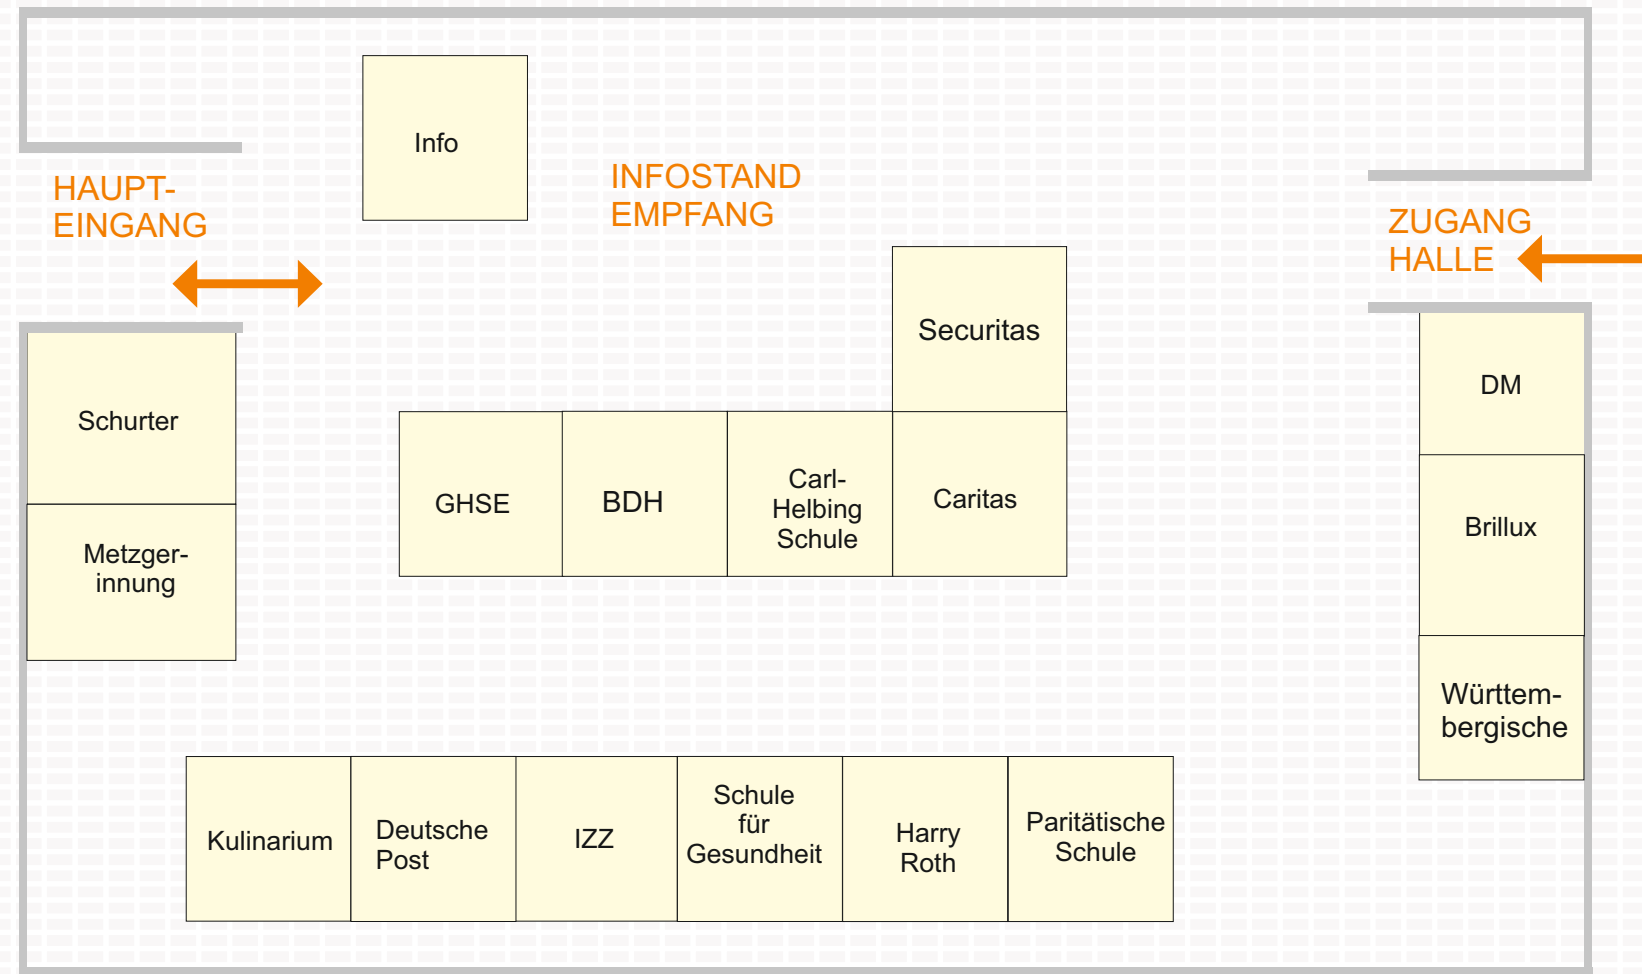 Info
HAUPT-
EINGANG
INFOSTAND
EMPFANG
ZUGANG
HALLE
Securitas
Schurter
DM
GHSE
BDH
Carl-
Helbing
Schule
Caritas
Brillux
Metzger-
innung
Württem-
bergische
Kulinarium
Deutsche
Post
IZZ
Schule
für
Gesundheit
Harry
Roth
Paritätische
Schule